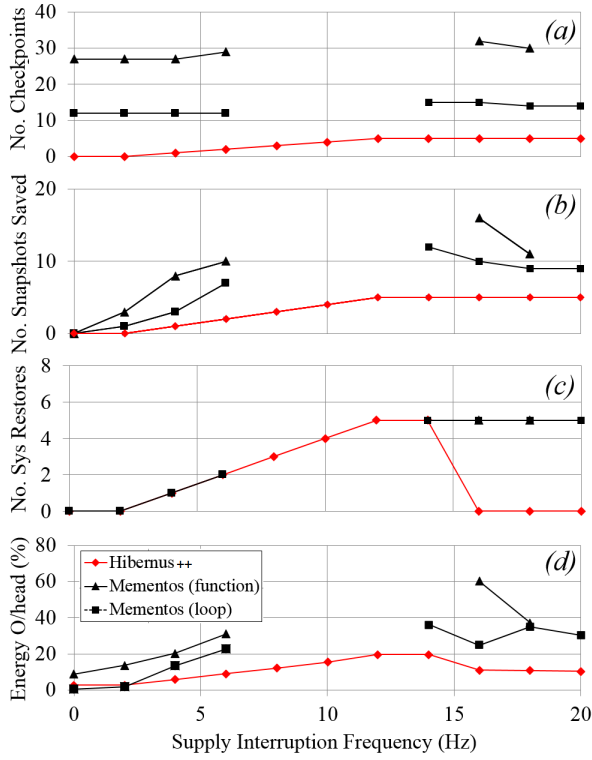 No. Checkpoints
40
30
20
10
0
(a)
No. Snapshots Saved
20
10
0
(b)
No. Sys Restores
8
6
4
2
0
(c)
Energy O/head (%)
80
60
40
20
0
(d)
Hibernus++
Mementos (function)
Mementos (loop)
0 5 10 15 20
Supply Interruption Frequency (Hz)